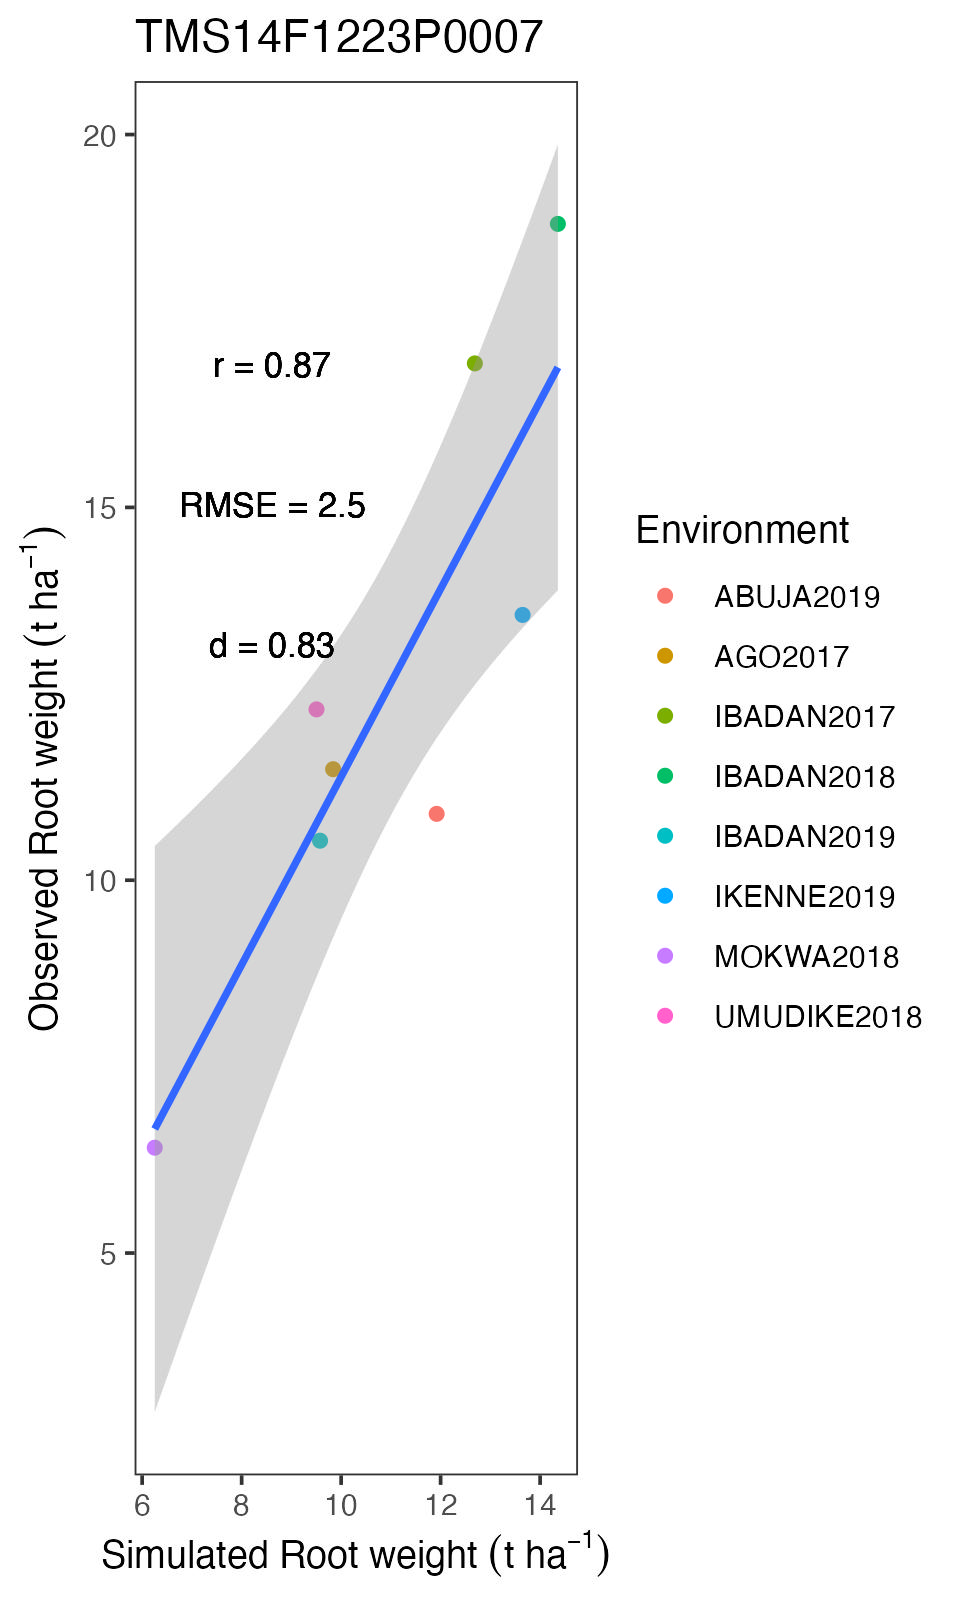 TMS14F1223P0007
20
15
10
5
r = 0.87
RMSE = 2.5
d = 0.83
Observed Root weight (t ha⁻¹)
6 8 10 12 14
Simulated Root weight (t ha⁻¹)
Environment
ABUJA2019
AGO2017
IBADAN2017
IBADAN2018
IBADAN2019
IKENNE2019
MOKWA2018
UMUDIKE2018